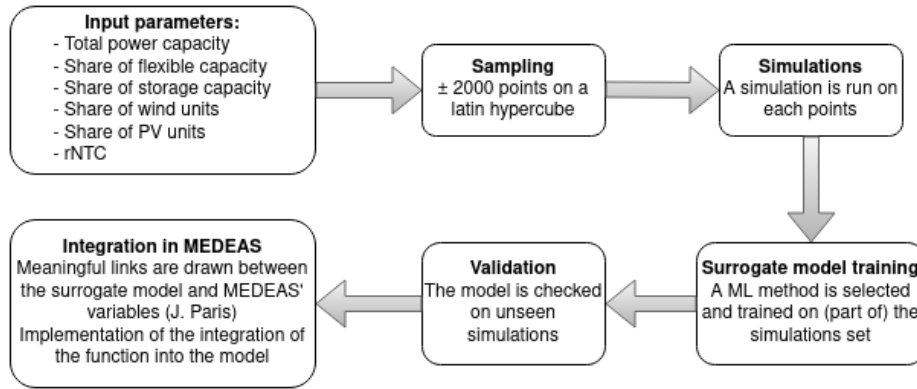 Input parameters:
- Total power capacity
- Share of flexible capacity
- Share of storage capacity
- Share of wind units
- Share of PV units
- rNTC
Sampling
± 2000 points on a
latin hypercube
Simulations
A simulation is run on
each points
Surrogate model training
A ML method is selected
and trained on (part of) the
simulations set
Validation
The model is checked
on unseen
simulations
Integration in MEDEAS
Meaningful links are drawn between
the surrogate model and MEDEAS'
variables (J. Paris)
Implementation of the integration of
the function into the model